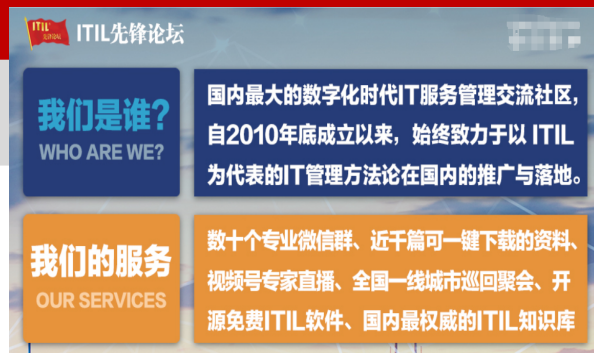 ITIL先锋论坛
我们是谁?
WHO ARE WE?
国内最大的数字化时代IT服务管理交流社区，
自2010年底成立以来，始终致力于以 ITIL
为代表的IT管理方法论在国内的推广与落地。
我们的服务
OUR SERVICES
数十个专业微信群、近千篇可一键下载的资料、
视频号专家直播、全国一线城市巡回聚会、开
源免费ITIL软件、国内最权威的ITIL知识库